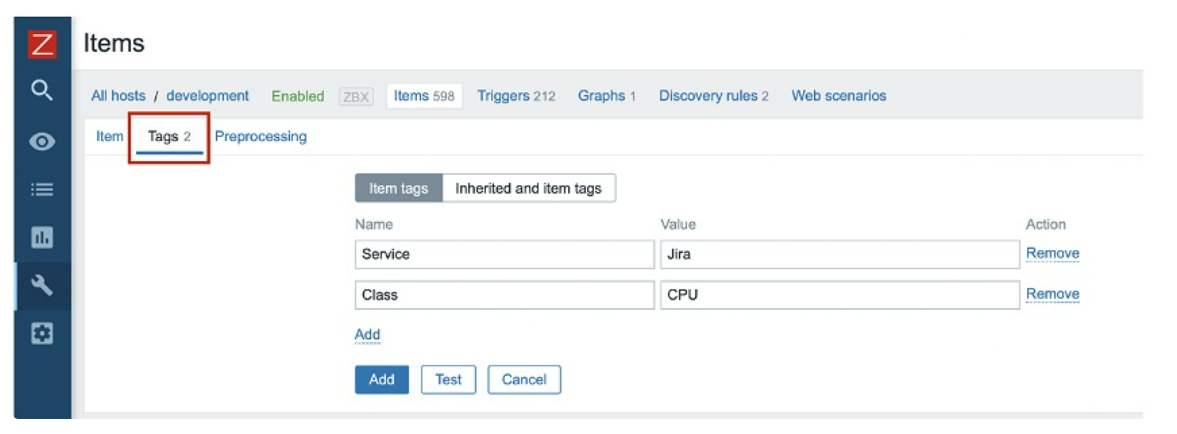 Z Items
All hosts / development Enabled ZBX Items 598 Triggers 212 Graphs 1 Discovery rules 2 Web scenarios
Item Tags 2 Preprocessing
Item tags Inherited and item tags
Name Value Action
Service Jira Remove
Class CPU Remove
Add
Add Test Cancel